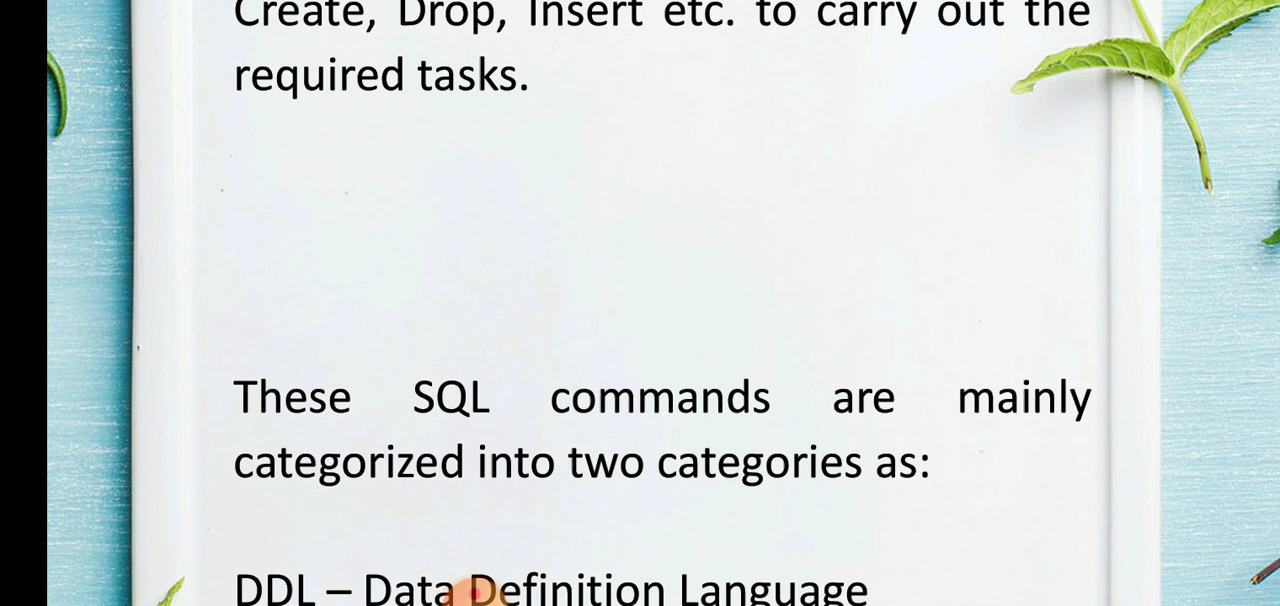 Create, Drop, Insert etc. to carry out the
required tasks.
These SQL commands are mainly
categorized into two categories as:
DDL – Data Definition Language